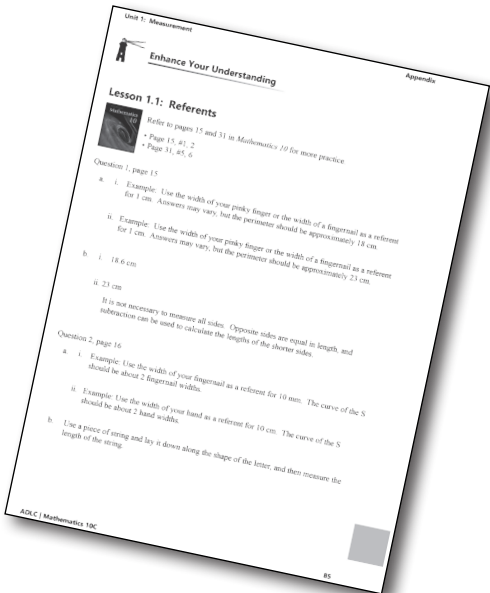 Unit 1: Measurement
Appendix
Enhance Your Understanding
Lesson 1.1: Referents
Mathematics
10
Refer to pages 15 and 31 in Mathematics 10 for more practice
• Page 15, #1, 2
• Page 31, #5, 6
Question 1, page 15
a. i. Example: Use the width of your pinky finger or the width of a fingernail as a referent
for 1 cm. Answers may vary, but the perimeter should be approximately 18 cm.
ii. Example: Use the width of your pinky finger or the width of a fingernail as a referent
for 1 cm. Answers may vary, but the perimeter should be approximately 23 cm.
b. i. 18.6 cm
ii. 23 cm
It is not necessary to measure all sides. Opposite sides are equal in length, and
subtraction can be used to calculate the lengths of the shorter sides.
Question 2, page 16
a. i. Example: Use the width of your fingernail as a referent for 10 mm. The curve of the S
should be about 2 fingernail widths.
ii. Example: Use the width of your hand as a referent for 10 cm. The curve of the S
should be about 2 hand widths.
b. Use a piece of string and lay it down along the shape of the letter, and then measure the
length of the string.
AOLC | Mathematics 10C
85